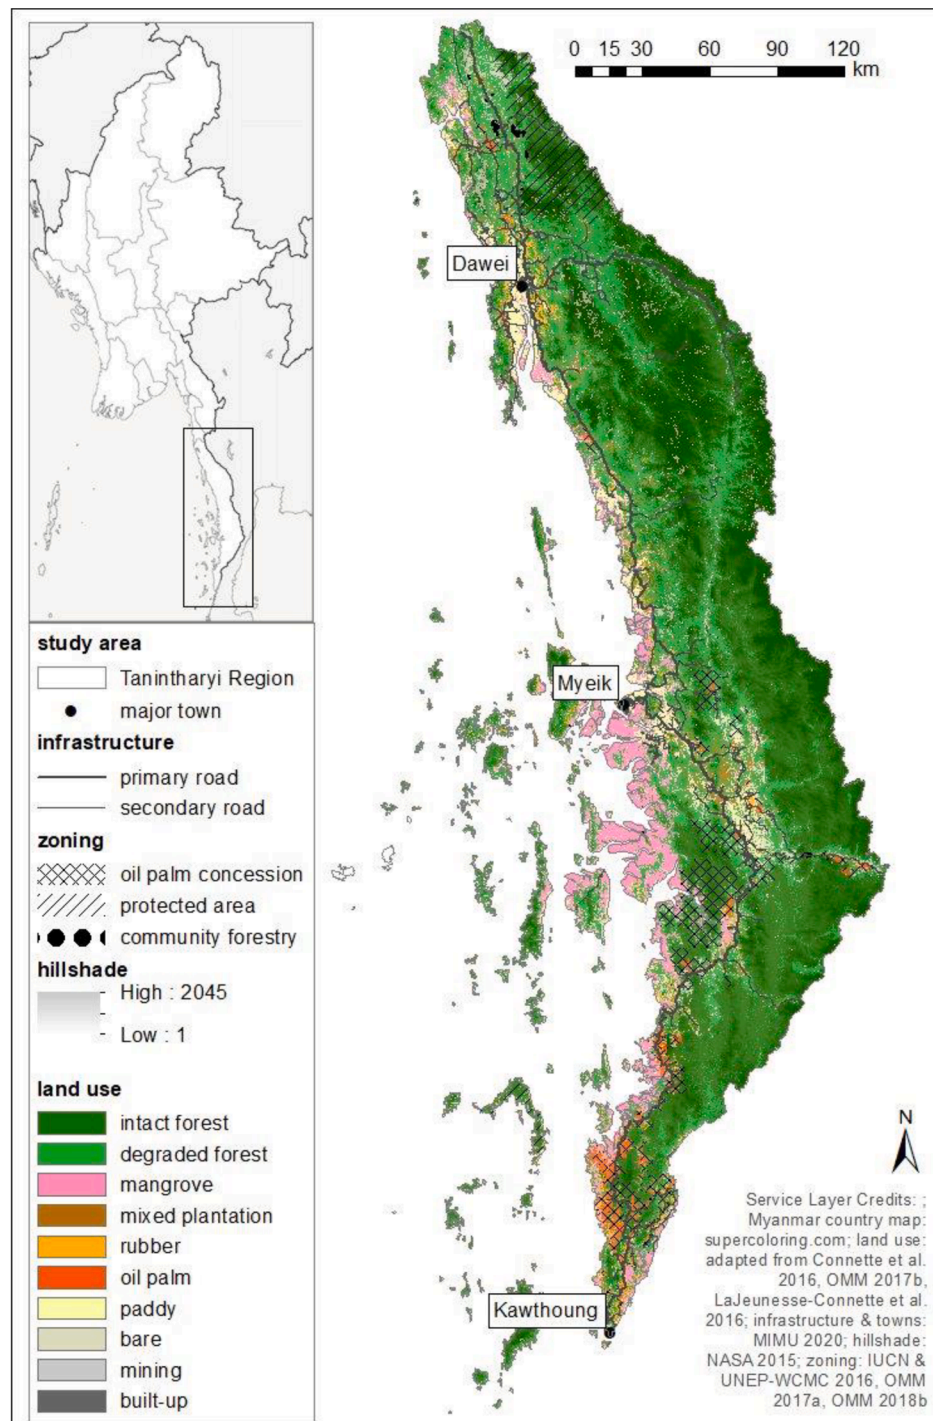 0 15 30 60 90 120
km
Dawei
Myeik
Kawthoung
study area
Tanintharyi Region
major town
infrastructure
primary road
secondary road
zoning
oil palm concession
protected area
community forestry
hillshade
High : 2045
Low : 1
land use
intact forest
degraded forest
mangrove
mixed plantation
rubber
oil palm
paddy
bare
mining
built-up
N
Service Layer Credits: ;
Myanmar country map:
supercoloring.com; land use:
adapted from Connette et al.
2016, OMM 2017b,
LaJeunesse-Connette et al.
2016; infrastructure & towns:
MIMU 2020; hillshade:
NASA 2015; zoning: IUCN &
UNEP-WCMC 2016, OMM
2017a, OMM 2018b